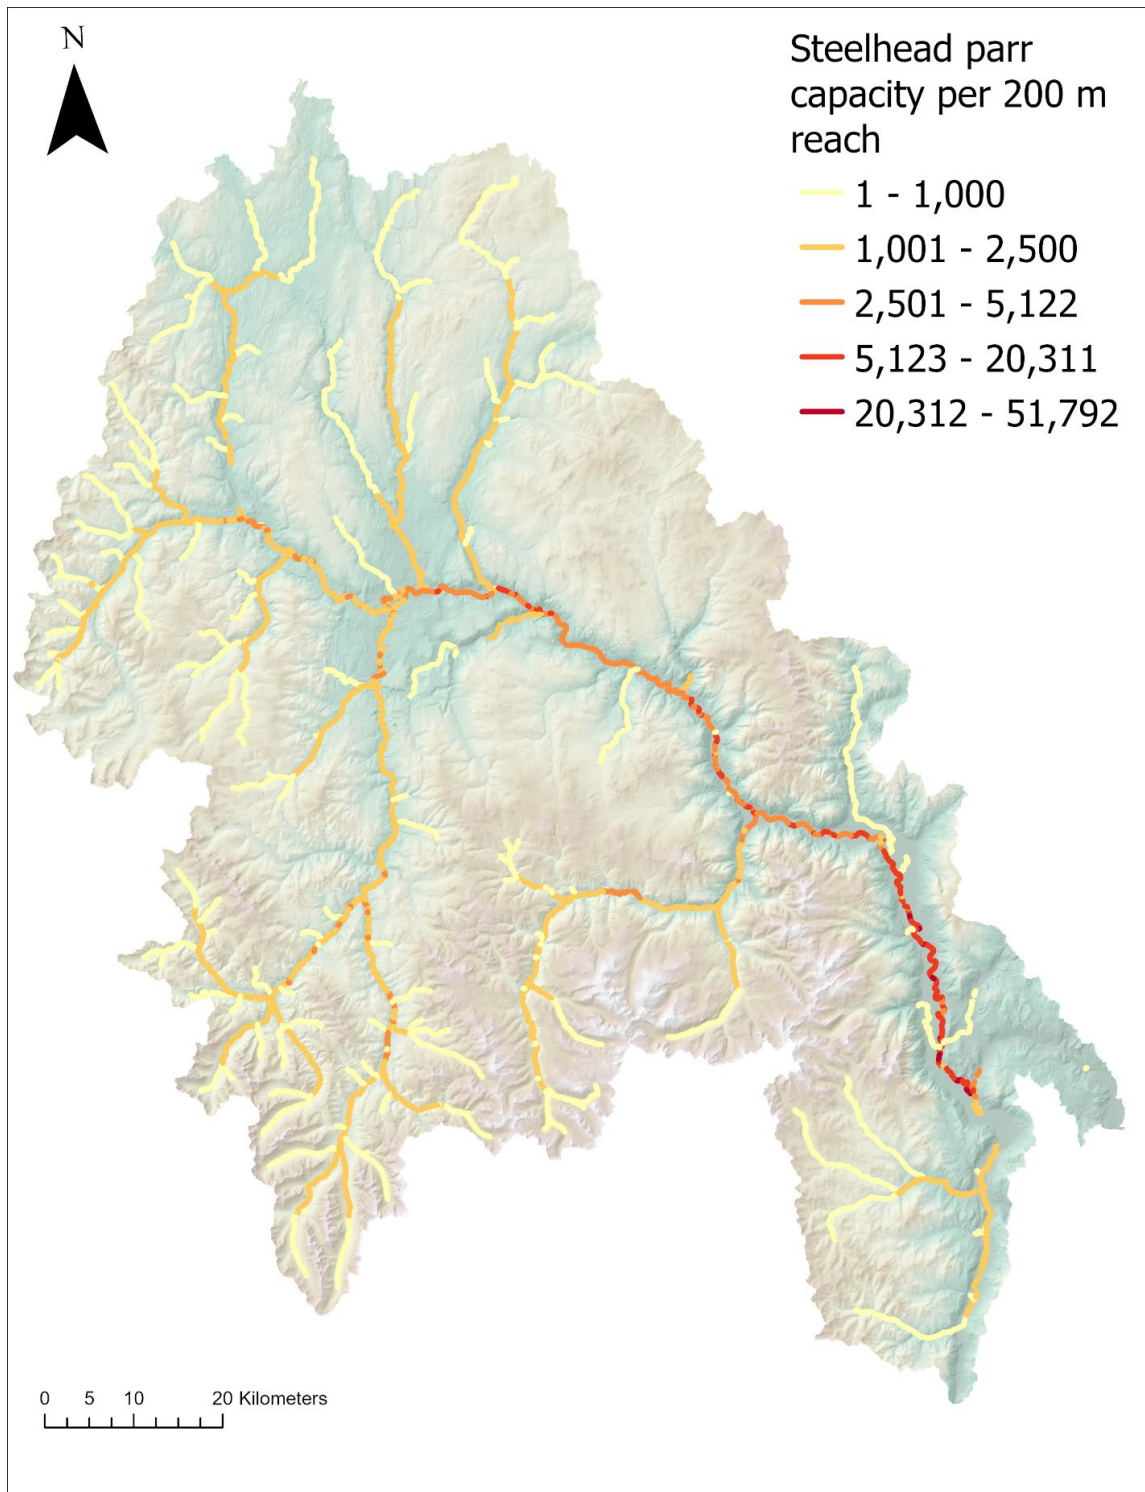 N
Steelhead parr
capacity per 200 m
reach
1 - 1,000
1,001 - 2,500
2,501 - 5,122
5,123 - 20,311
20,312 - 51,792
0 5 10 20 Kilometers